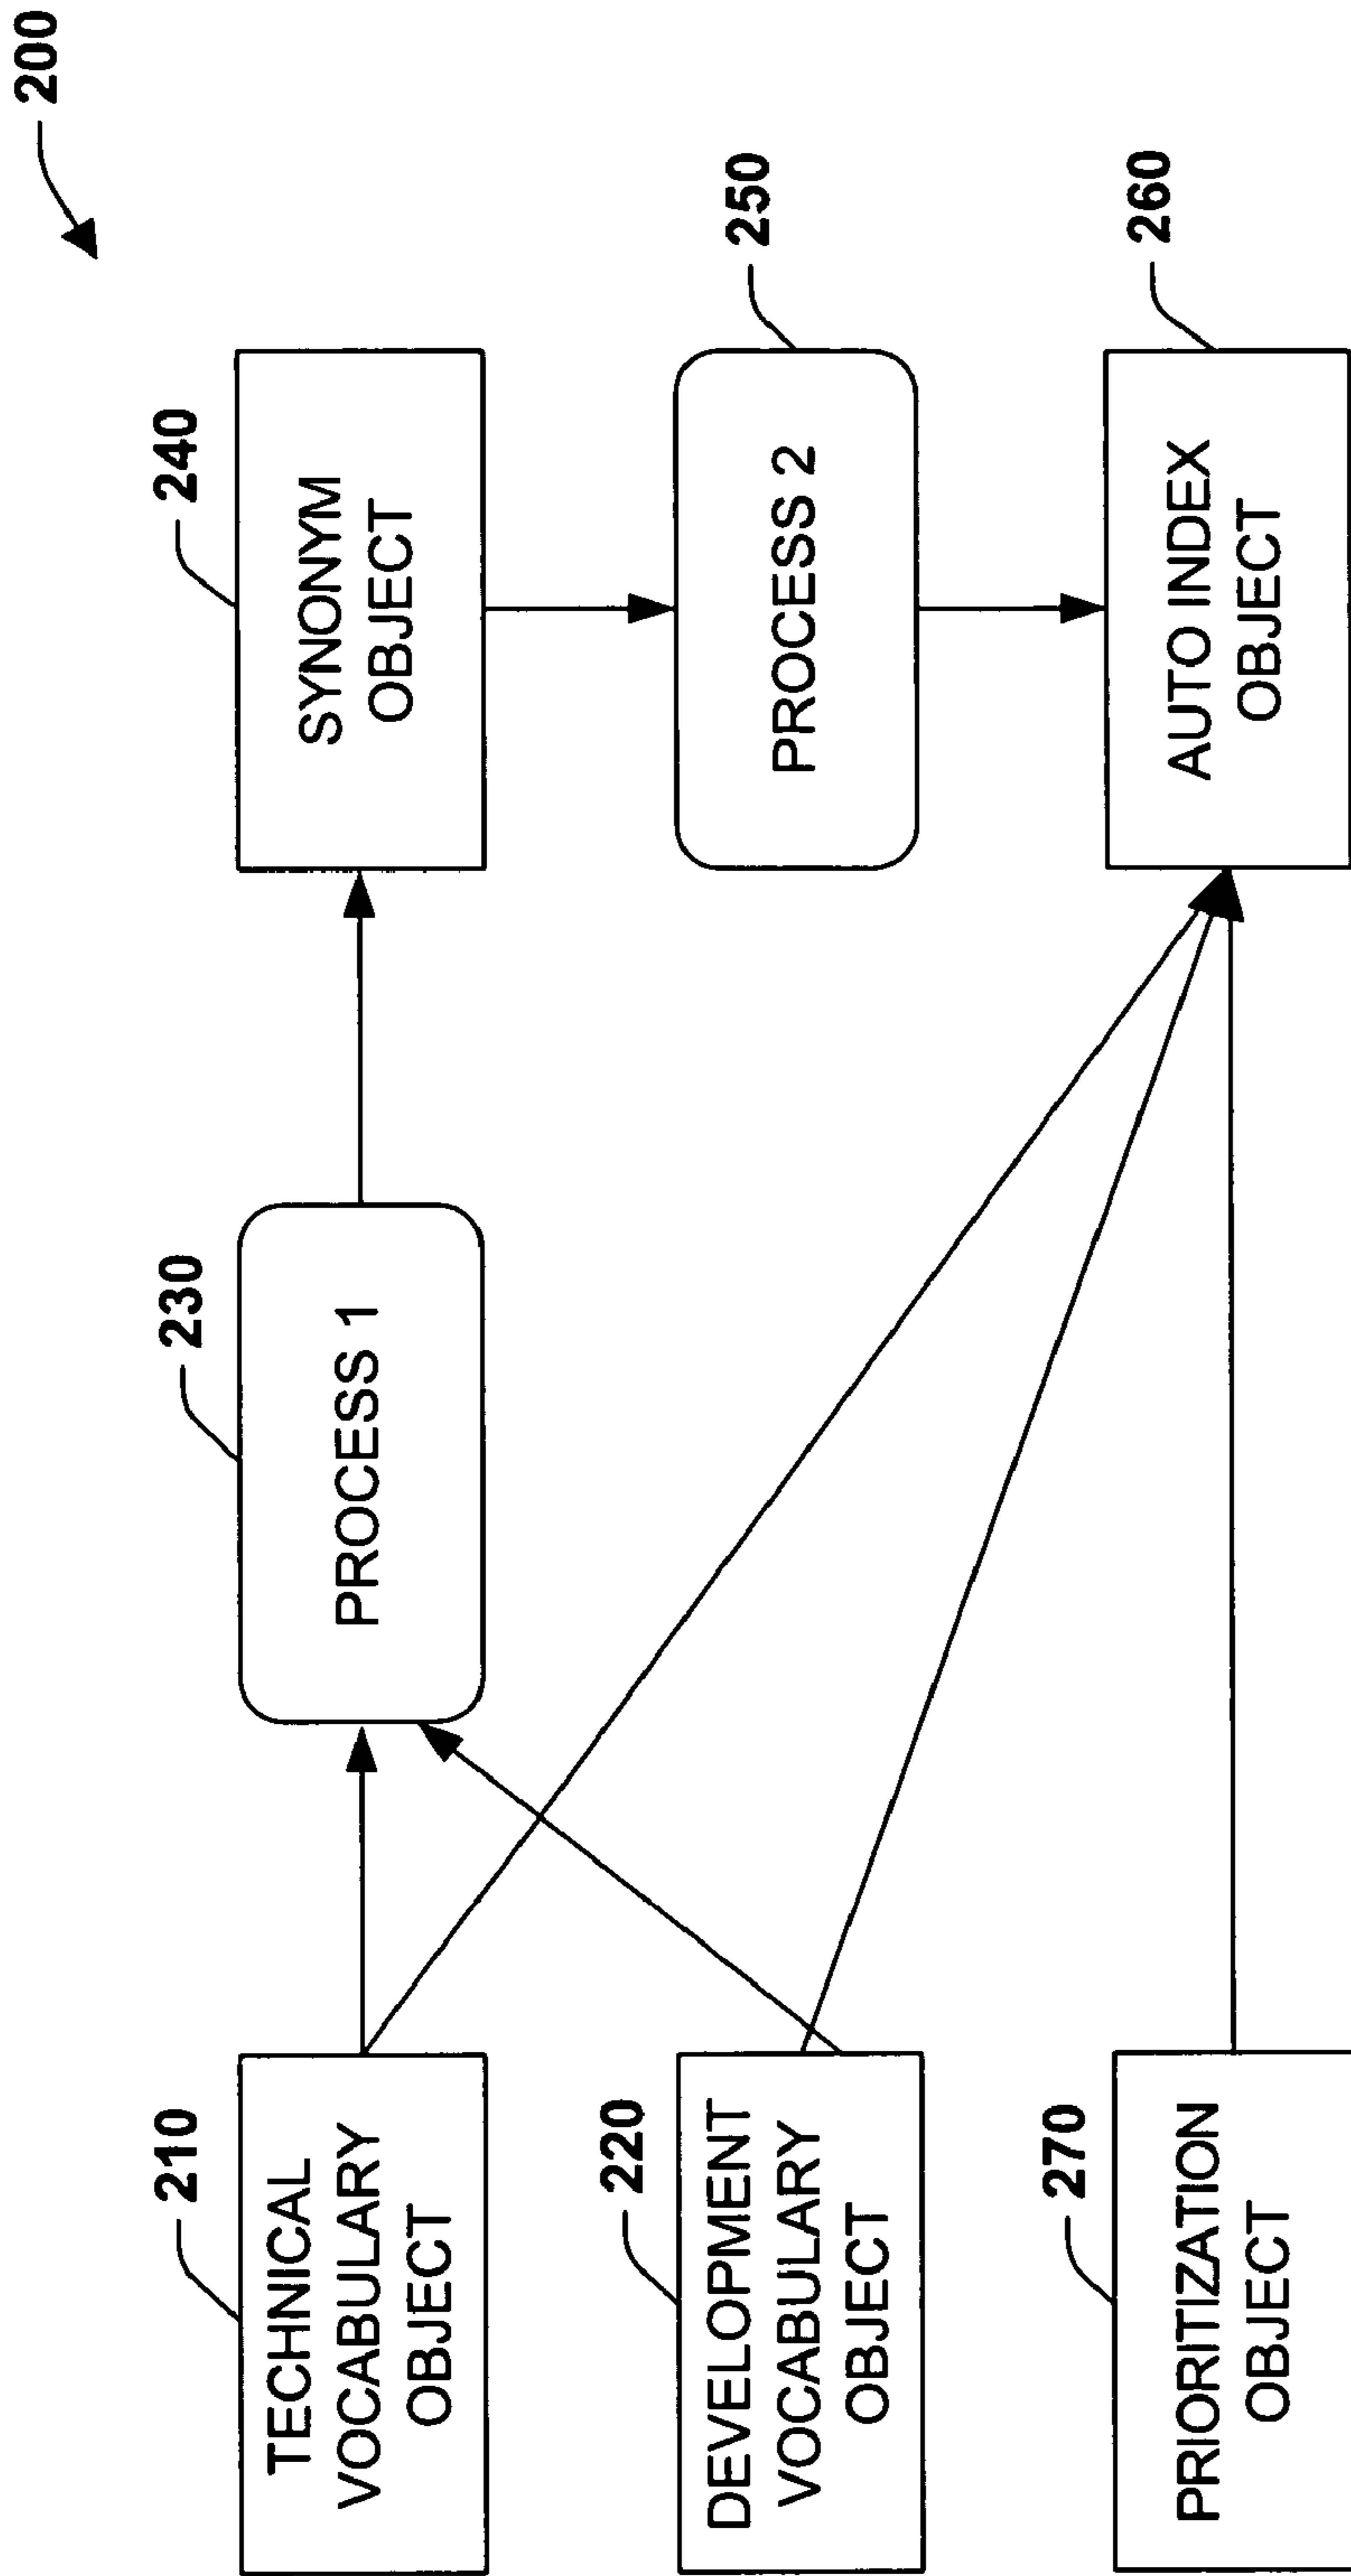 200
210
TECHNICAL
VOCABULARY
OBJECT
230
PROCESS 1
240
SYNONYM
OBJECT
220
DEVELOPMENT
VOCABULARY
OBJECT
250
PROCESS 2
270
PRIORITIZATION
OBJECT
260
AUTO INDEX
OBJECT